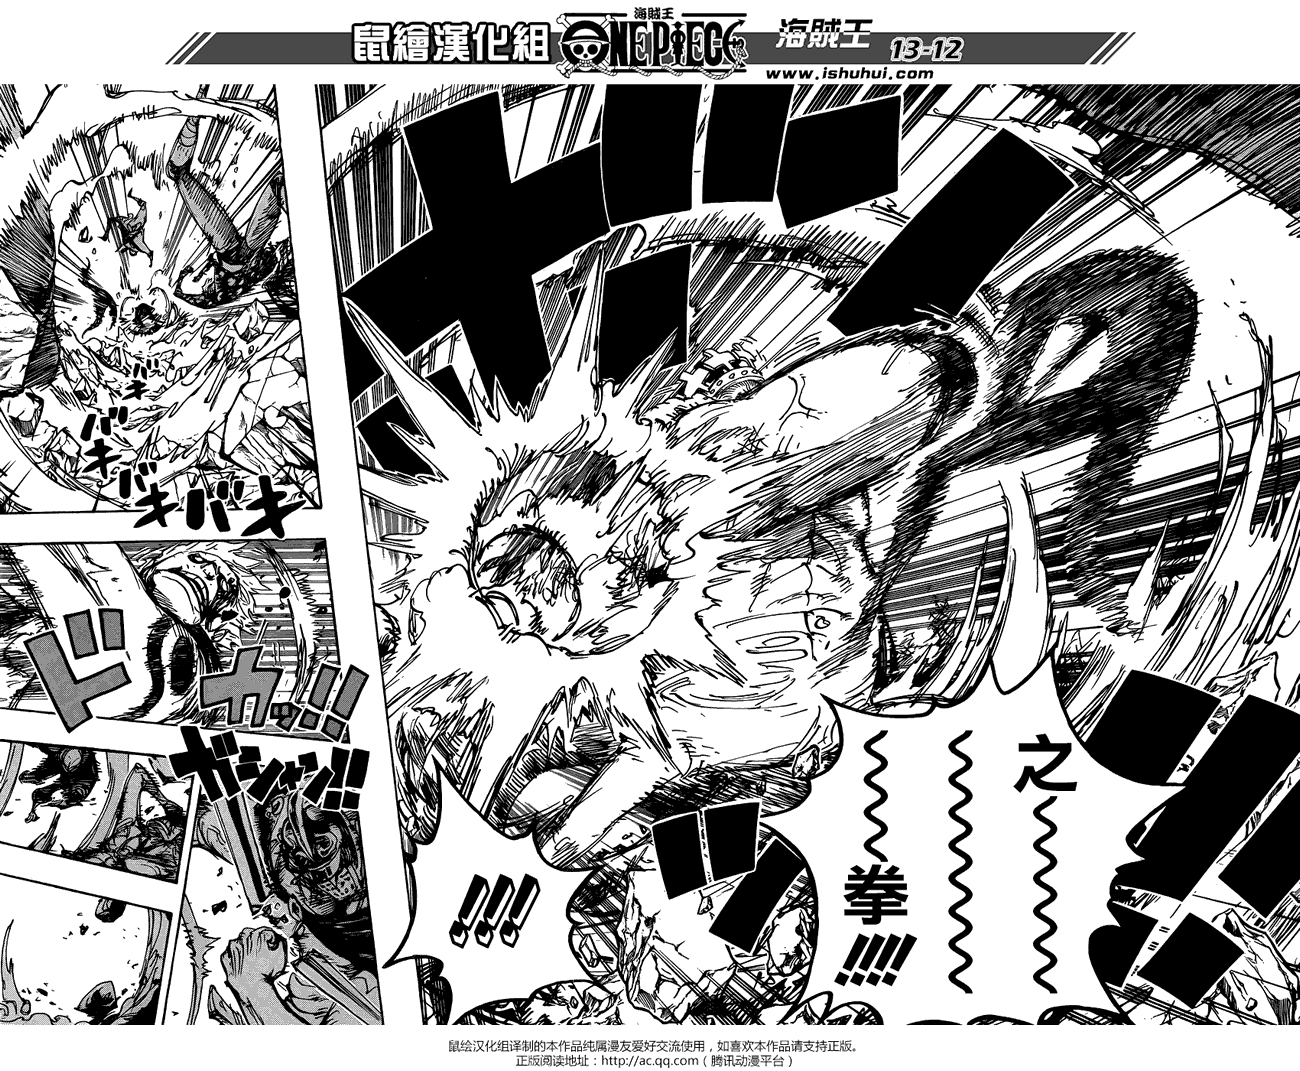 鼠繪漢化組
海賊王
ONE PIECE
海賊王
13-12
www.ishuhui.com
之～
～～
～拳!!!!
!!!
バキ
バキ
バキ
バキ
ドカッ!!
ガシャン!!
鼠绘汉化组译制的本作品纯属漫友爱好交流使用，如喜欢本作品请支持正版。
正版阅读地址：http://ac.qq.com（腾讯动漫平台）